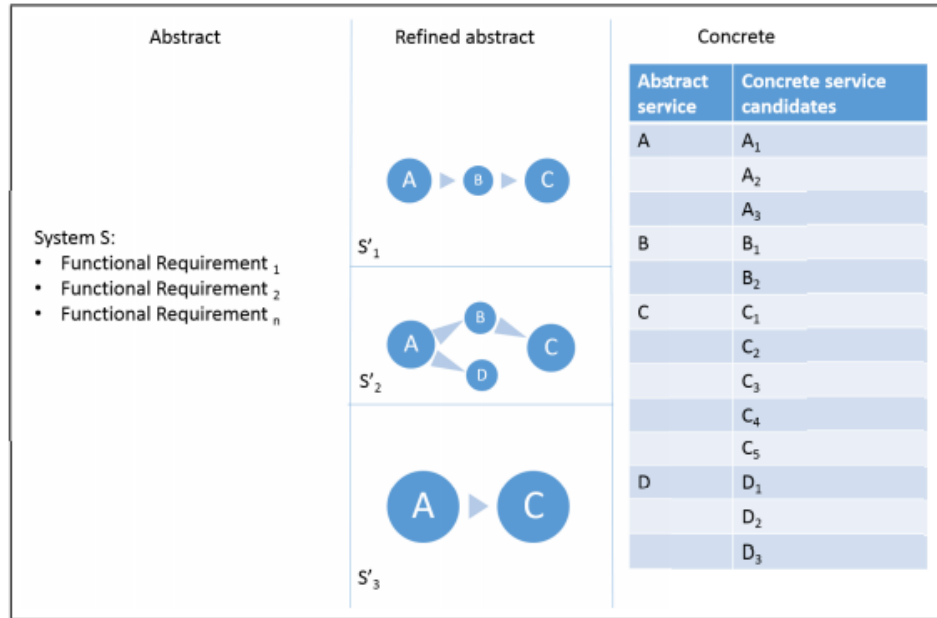 Abstract
System S:
• Functional Requirement ₁
• Functional Requirement ₂
• Functional Requirement ₙ
Refined abstract
A B C
S'₁
A B C D
S'₂
A C
S'₃
Concrete
Abstract service Concrete service candidates
A A₁
A₂
A₃
B B₁
B₂
C C₁
C₂
C₃
C₄
C₅
D D₁
D₂
D₃